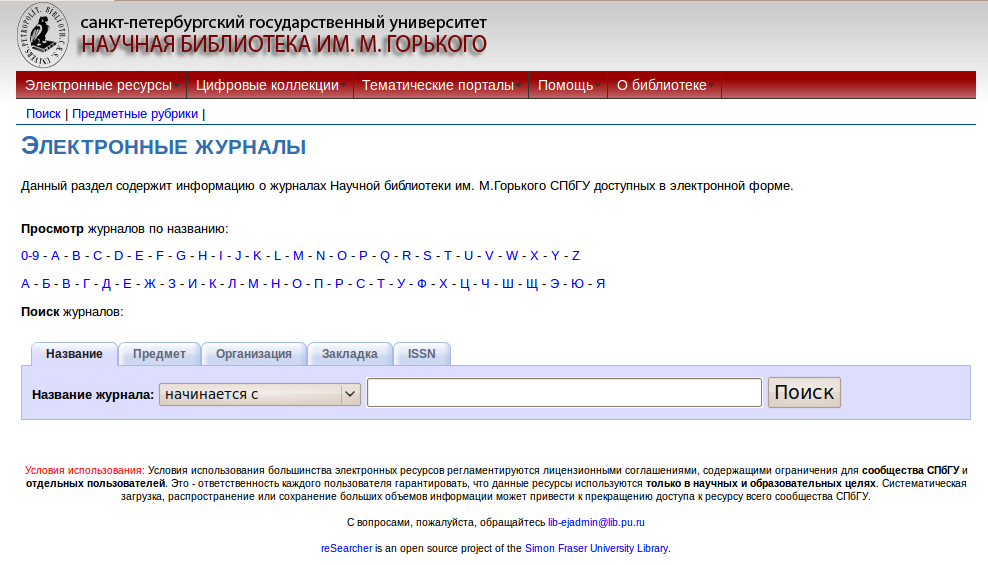 санкт-петербургский государственный университет
НАУЧНАЯ БИБЛИОТЕКА ИМ. М. ГОРЬКОГО
Электронные ресурсы Цифровые коллекции Тематические порталы Помощь О библиотеке
Поиск | Предметные рубрики |
ЭЛЕКТРОННЫЕ ЖУРНАЛЫ
Данный раздел содержит информацию о журналах Научной библиотеки им. М.Горького СПбГУ доступных в электронной форме.
Просмотр журналов по названию:
0-9 - A - B - C - D - E - F - G - H - I - J - K - L - M - N - O - P - Q - R - S - T - U - V - W - X - Y - Z
А - Б - В - Г - Д - Е - Ж - З - И - К - Л - М - Н - О - П - Р - С - Т - У - Ф - Х - Ц - Ч - Ш - Щ - Э - Ю - Я
Поиск журналов:
Название Предмет Организация Закладка ISSN
Название журнала: начинается с Поиск
Условия использования: Условия использования большинства электронных ресурсов регламентируются лицензионными соглашениями, содержащими ограничения для сообщества СПбГУ и
отдельных пользователей. Это - ответственность каждого пользователя гарантировать, что данные ресурсы используются только в научных и образовательных целях. Систематическая
загрузка, распространение или сохранение больших объемов информации может привести к прекращению доступа к ресурсу всего сообщества СПбГУ.
С вопросами, пожалуйста, обращайтесь lib-ejadmin@lib.pu.ru
reSearcher is an open source project of the Simon Fraser University Library.